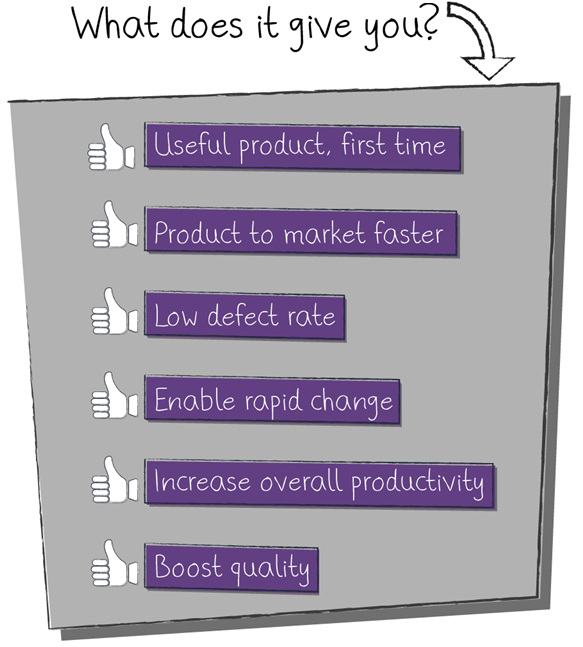 What does it give you?
Useful product, first time
Product to market faster
Low defect rate
Enable rapid change
Increase overall productivity
Boost quality